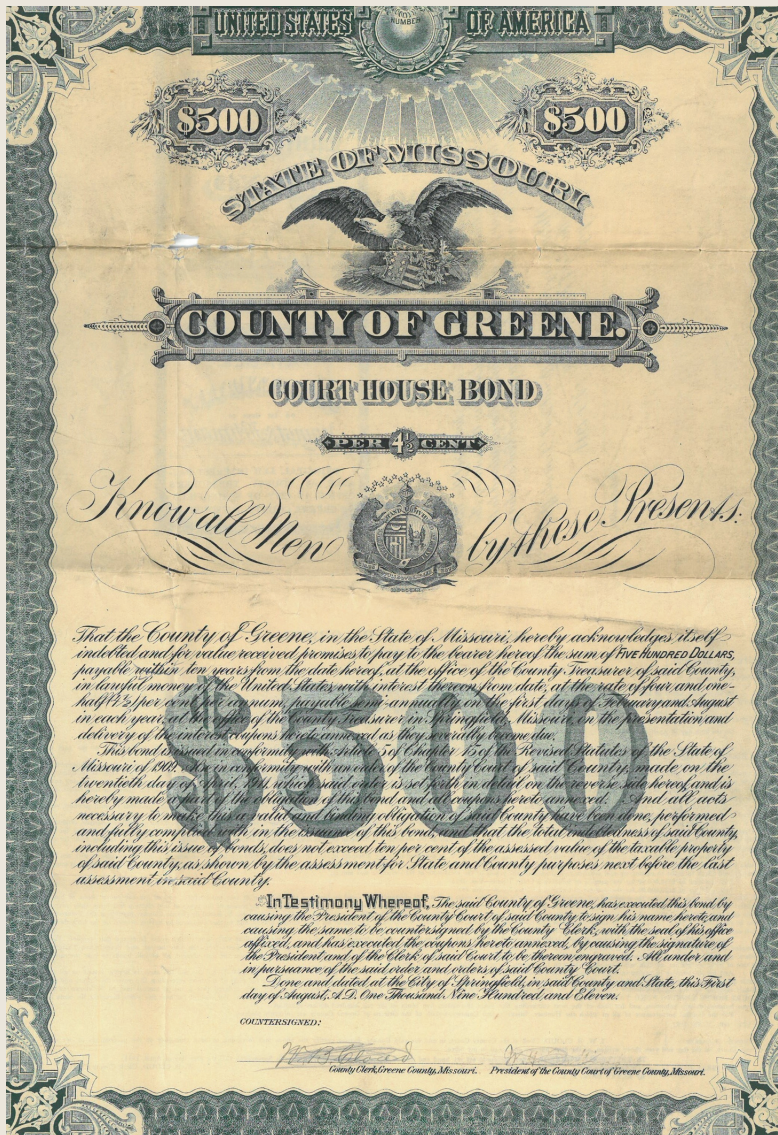 UNITED STATES OF AMERICA
NUMBER
$500 $500
STATE OF MISSOURI
COUNTY OF GREENE.
COURT HOUSE BOND
PER 4½ CENT
Know all Men by these Presents:
That the County of Greene, in the State of Missouri, hereby acknowledges itself
indebted and for value received promises to pay to the bearer hereof the sum of FIVE HUNDRED DOLLARS,
payable within ten years from the date hereof, at the office of the County Treasurer of said County,
in lawful money of the United States, with interest thereon from date, at the rate of four and one-
half (4½) per cent per annum, payable semi-annually, on the first days of February and August
in each year, at the office of the County Treasurer in Springfield, Missouri, on the presentation and
delivery of the interest coupons hereto annexed as they severally become due.
This bond is issued in conformity with Article 5 of Chapter 15 of the Revised Statutes of the State of
Missouri of 1909, also in conformity with an order of the County Court of said County, made on the
twentieth day of April, 1911, which said order is set forth in detail on the reverse side hereof, and is
hereby made a part of the obligation of this bond and all coupons hereto annexed. And all acts
necessary to make this a valid and binding obligation of said County have been done, performed
and fully complied with in the issuing of this bond, and that the total indebtedness of said County,
including this issue of bonds, does not exceed ten per cent of the assessed value of the taxable property
of said County, as shown by the assessment for State and County purposes next before the last
assessment in said County.
$500
In Testimony Whereof, The said County of Greene, has executed this bond by
causing the President of the County Court of said County to sign his name hereto, and
causing the same to be countersigned by the County Clerk, with the seal of his office
affixed, and has executed the coupons hereto annexed, by causing the signature of
the President and of the Clerk of said Court to be thereon engraved. All under and
in pursuance of the said order and orders of said County Court.
Done and dated at the City of Springfield, in said County and State, this First
day of August, A.D. One Thousand Nine Hundred and Eleven.
COUNTERSIGNED:
County Clerk, Greene County, Missouri. President of the County Court of Greene County, Missouri.